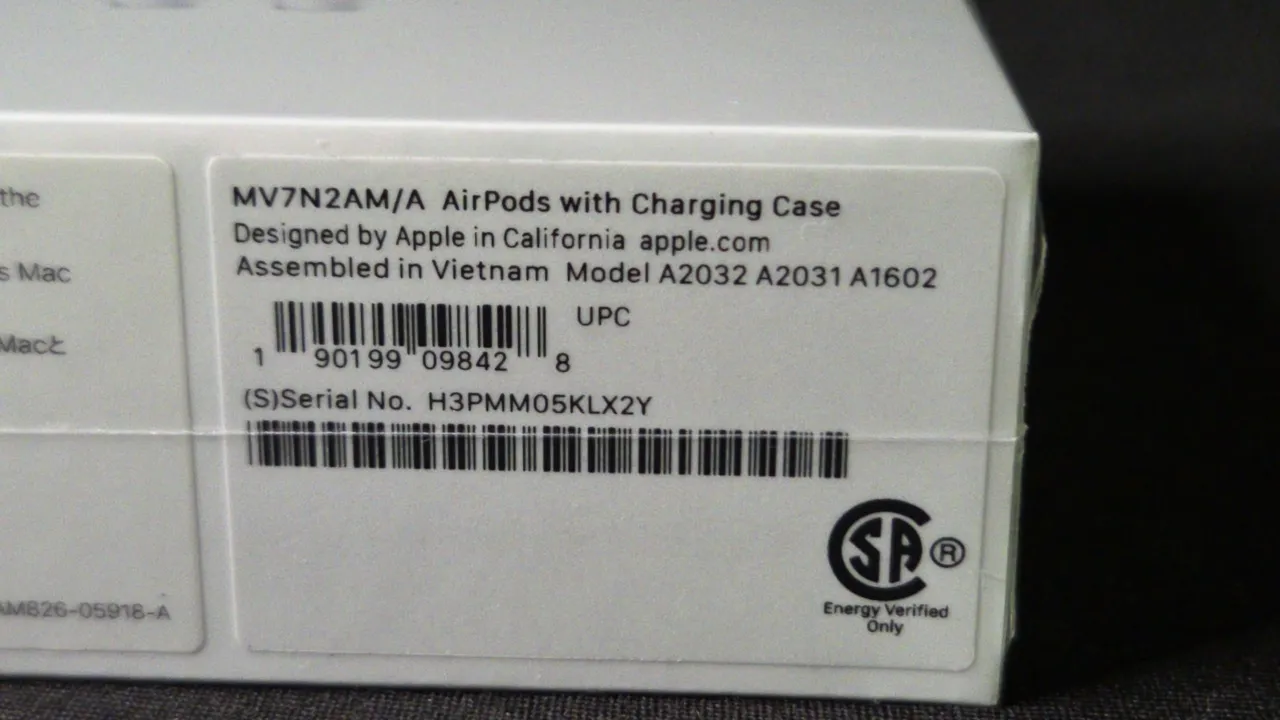 the
s Mac
Macと
AM826-05918-A
MV7N2AM/A AirPods with Charging Case
Designed by Apple in California apple.com
Assembled in Vietnam Model A2032 A2031 A1602
UPC
1 90199 09842 8
(S)Serial No. H3PMM05KLX2Y
SA ®
Energy Verified
Only